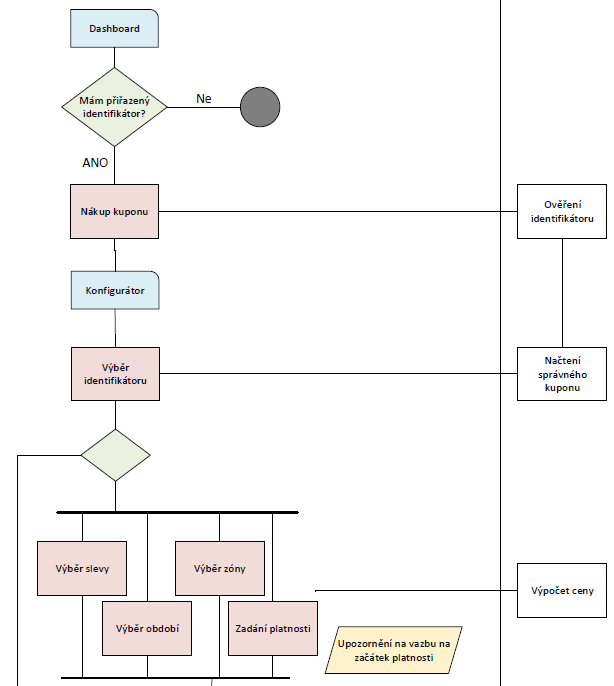 Dashboard
Mám přiřazený
identifikátor?
Ne
ANO
Nákup kuponu
Ověření
identifikátoru
Konfigurátor
Výběr
identifikátoru
Načtení
správného
kuponu
Výběr slevy
Výběr zóny
Výpočet ceny
Výběr období
Zadání platnosti
Upozornění na vazbu na
začátek platnosti